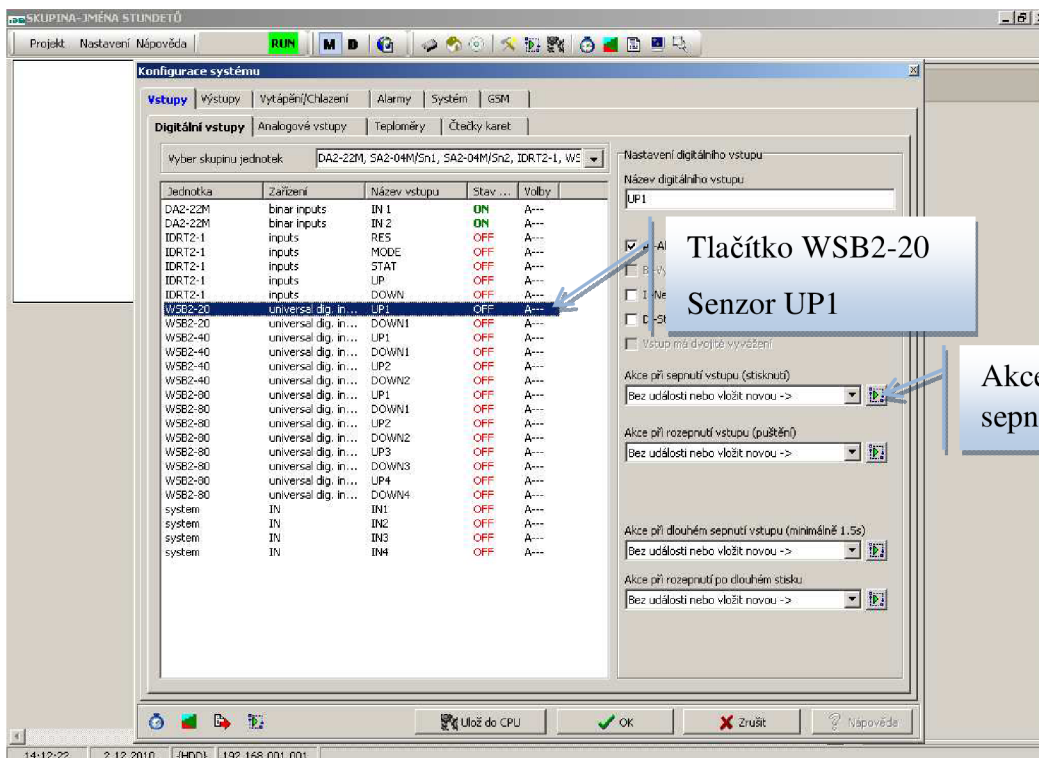 SKUPINA-JMÉNA STUNDETŮ
Projekt Nastavení Nápověda RUN M D
Konfigurace systému
Vstupy Výstupy Vytápění/Chlazení Alarmy Systém GSM
Digitální vstupy Analogové vstupy Teploměry Čtečky karet
Vyber skupinu jednotek DA2-22M, SA2-04M/Sn1, SA2-04M/Sn2, IDRT2-1, WS
Jednotka Zařízení Název vstupu Stav ... Volby
DA2-22M binar inputs IN 1 ON A---
DA2-22M binar inputs IN 2 ON A---
IDRT2-1 inputs RES OFF A---
IDRT2-1 inputs MODE OFF A---
IDRT2-1 inputs STAT OFF A---
IDRT2-1 inputs UP OFF A---
IDRT2-1 inputs DOWN OFF A---
WSB2-20 universal dig. in... UP1 OFF A---
WSB2-20 universal dig. in... DOWN1 OFF A---
WSB2-40 universal dig. in... UP1 OFF A---
WSB2-40 universal dig. in... DOWN1 OFF A---
WSB2-40 universal dig. in... UP2 OFF A---
WSB2-40 universal dig. in... DOWN2 OFF A---
WSB2-80 universal dig. in... UP1 OFF A---
WSB2-80 universal dig. in... DOWN1 OFF A---
WSB2-80 universal dig. in... UP2 OFF A---
WSB2-80 universal dig. in... DOWN2 OFF A---
WSB2-80 universal dig. in... UP3 OFF A---
WSB2-80 universal dig. in... DOWN3 OFF A---
WSB2-80 universal dig. in... UP4 OFF A---
WSB2-80 universal dig. in... DOWN4 OFF A---
system IN IN1 OFF A---
system IN IN2 OFF A---
system IN IN3 OFF A---
system IN IN4 OFF A---
Nastavení digitálního vstupu
Název digitálního vstupu
UP1
Tlačítko WSB2-20
Senzor UP1
Vstup má dvojité vyvážení
Akce při sepnutí vstupu (stisknutí)
Bez události nebo vložit novou ->
Akce
sepn
Akce při rozepnutí vstupu (puštění)
Bez události nebo vložit novou ->
Akce při dlouhém sepnutí vstupu (minimálně 1.5s)
Bez události nebo vložit novou ->
Akce při rozepnutí po dlouhém stisku
Bez události nebo vložit novou ->
Ulož do CPU OK Zrušit Nápověda
14:12:22 2.12.2010 {HDD} 192.168.001.001